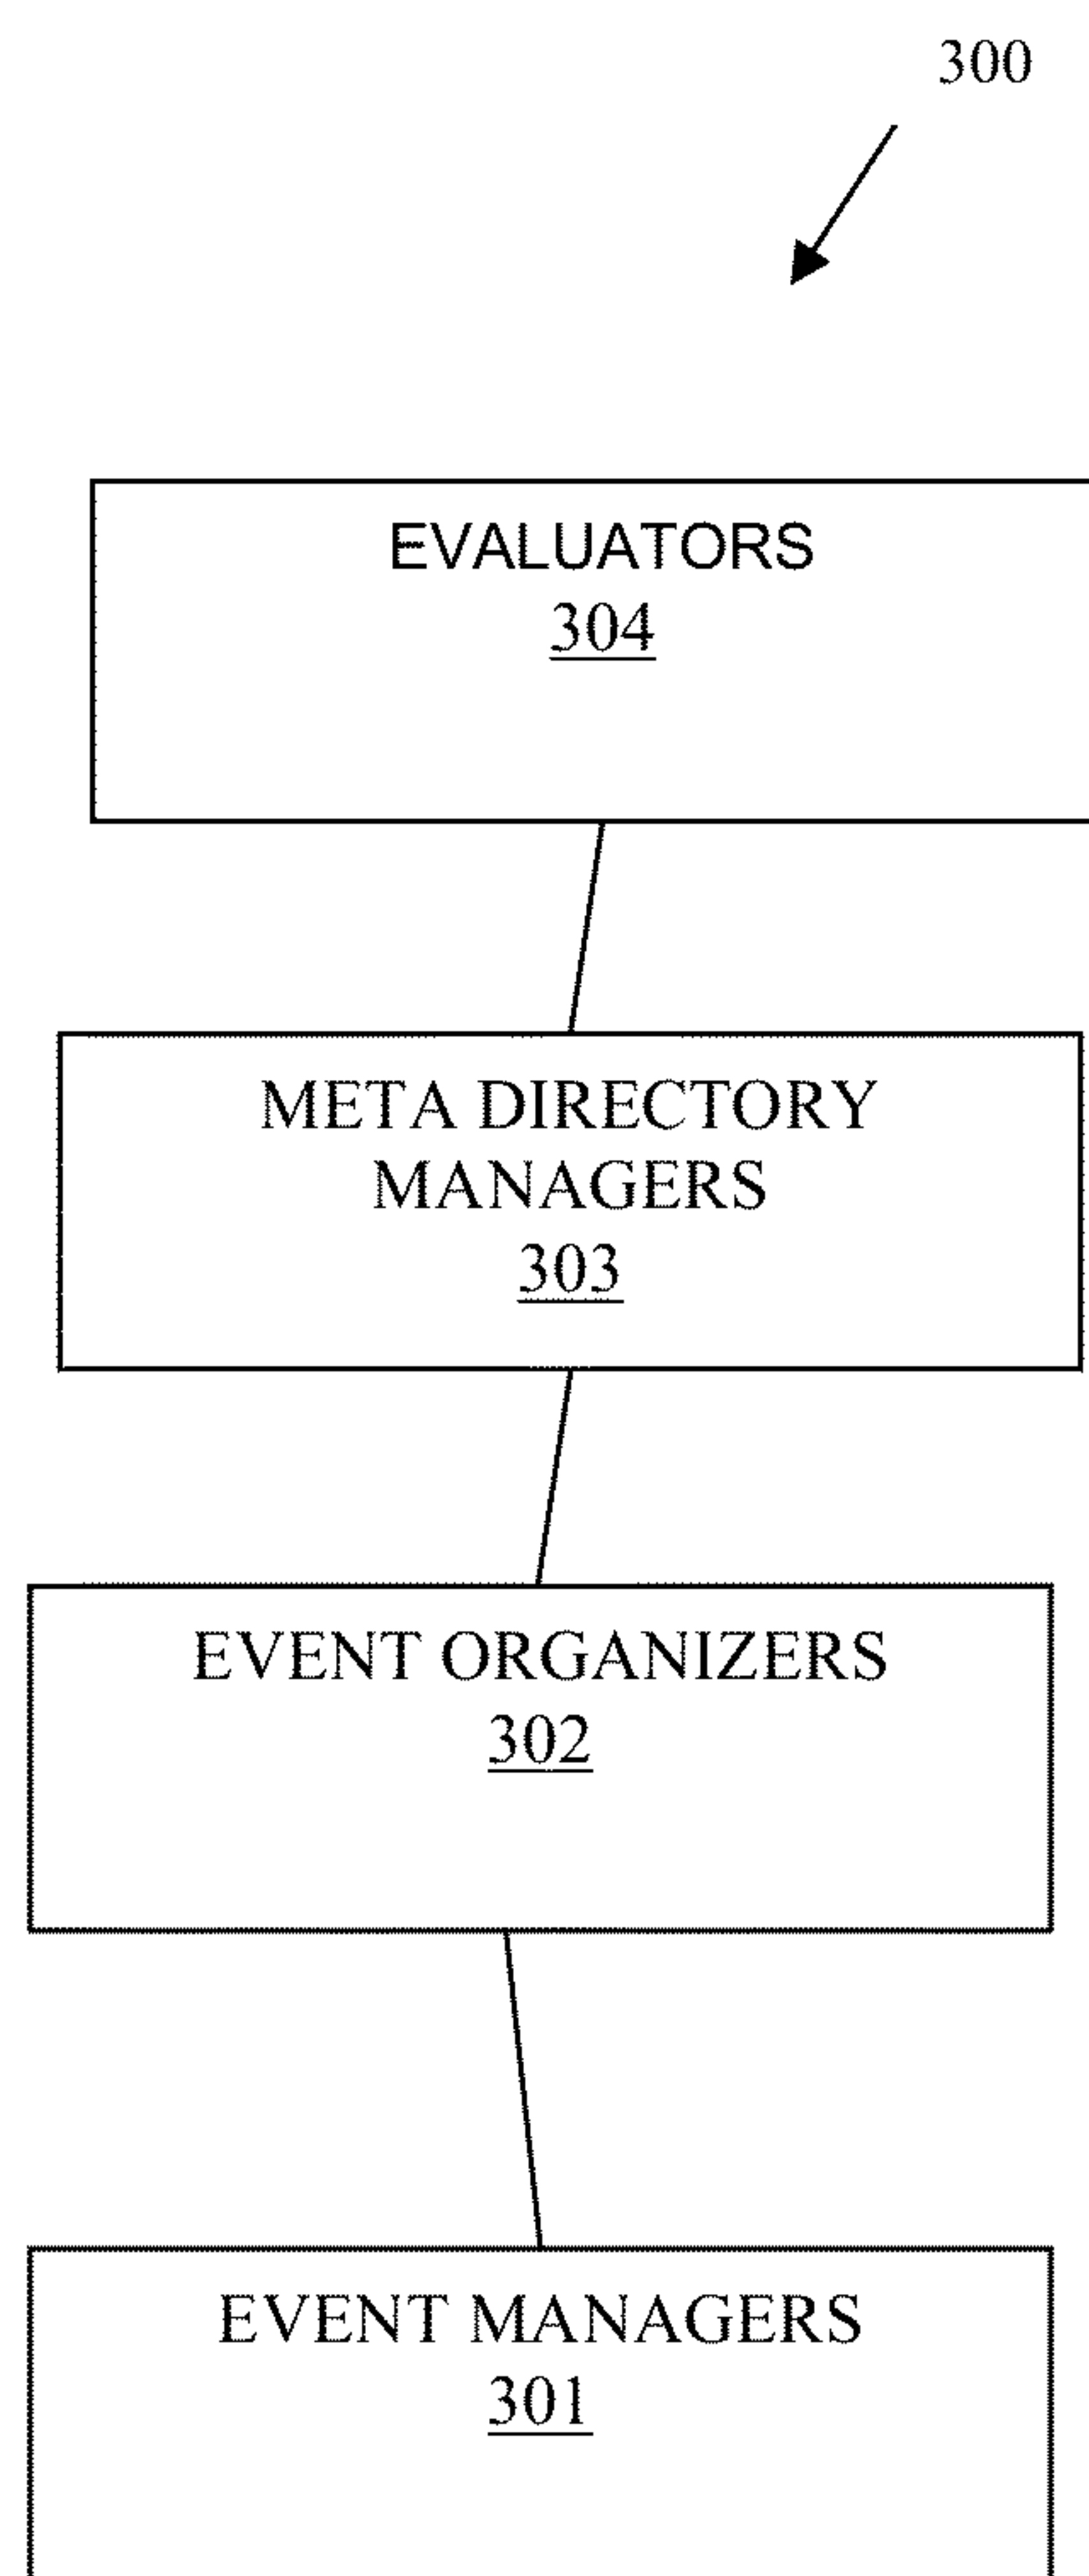 300
EVALUATORS
304
META DIRECTORY
MANAGERS
303
EVENT ORGANIZERS
302
EVENT MANAGERS
301